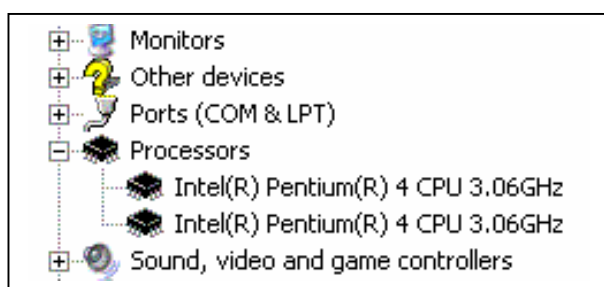 Monitors
Other devices
Ports (COM & LPT)
Processors
Intel(R) Pentium(R) 4 CPU 3.06GHz
Intel(R) Pentium(R) 4 CPU 3.06GHz
Sound, video and game controllers